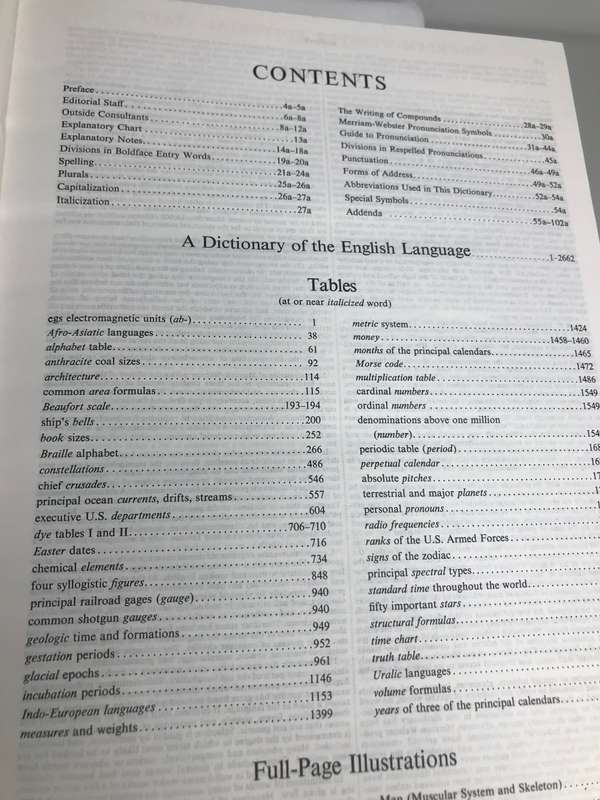 CONTENTS
Preface 4a–5a
Editorial Staff 6a–8a
Outside Consultants 8a–12a
Explanatory Chart 13a
Explanatory Notes 14a–18a
Divisions in Boldface Entry Words 19a–20a
Spelling 21a–24a
Plurals 25a–26a
Capitalization 26a–27a
Italicization 27a
The Writing of Compounds 28a–29a
Merriam-Webster Pronunciation Symbols 30a
Guide to Pronunciation 31a–44a
Divisions in Respelled Pronunciations 45a
Punctuation 46a–49a
Forms of Address 49a–52a
Abbreviations Used in This Dictionary 52a–54a
Special Symbols 54a
Addenda 55a–102a
A Dictionary of the English Language 1–2662
Tables
(at or near italicized word)
cgs electromagnetic units (ab-) 1
Afro-Asiatic languages 38
alphabet table 61
anthracite coal sizes 92
architecture 114
common area formulas 115
Beaufort scale 193–194
ship's bells 200
book sizes 252
Braille alphabet 266
constellations 486
chief crusades 546
principal ocean currents, drifts, streams 557
executive U.S. departments 604
dye tables I and II 706–710
Easter dates 716
chemical elements 734
four syllogistic figures 848
principal railroad gages (gauge) 940
common shotgun gauges 940
geologic time and formations 949
gestation periods 952
glacial epochs 961
incubation periods 1146
Indo-European languages 1153
measures and weights 1399
metric system 1424
money 1458–1460
months of the principal calendars 1465
Morse code 1472
multiplication table 1486
cardinal numbers 1549
ordinal numbers 1549
denominations above one million
(number)
periodic table (period)
perpetual calendar
absolute pitches
terrestrial and major planets
personal pronouns
radio frequencies
ranks of the U.S. Armed Forces
signs of the zodiac
principal spectral types
standard time throughout the world
fifty important stars
structural formulas
time chart
truth table
Uralic languages
volume formulas
years of three of the principal calendars
Full-Page Illustrations
Man (Muscular System and Skeleton)